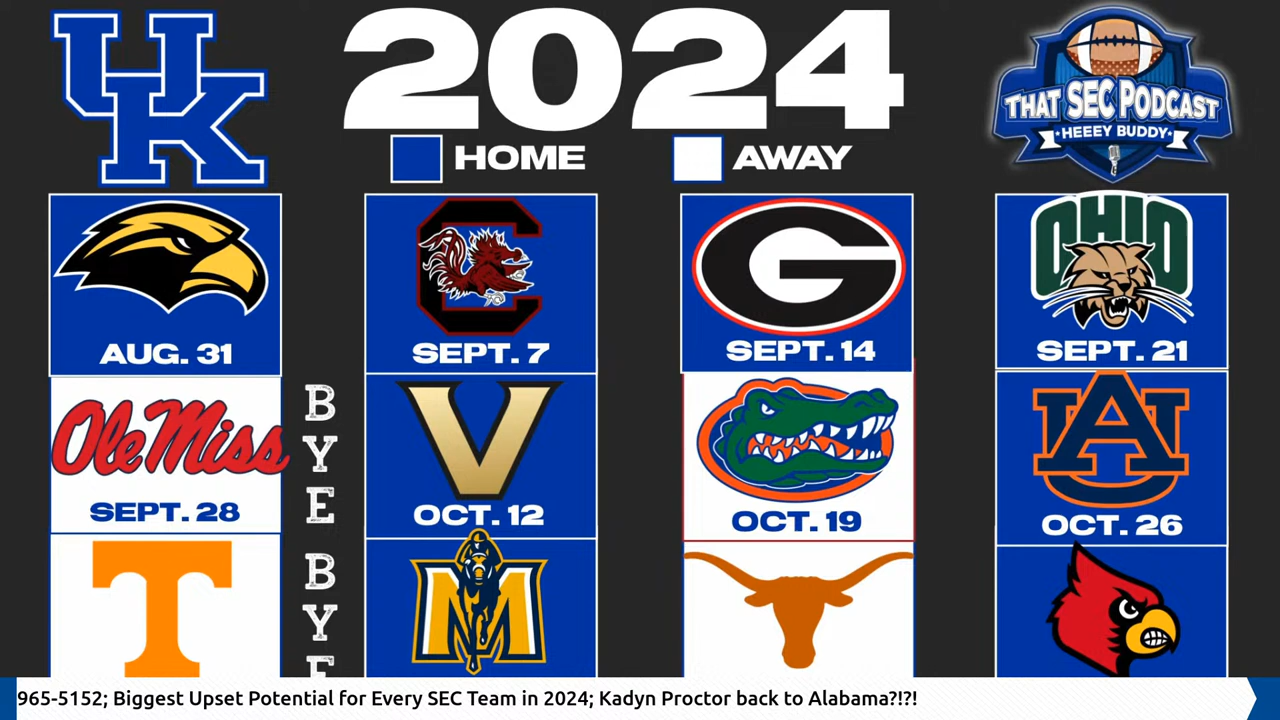 UK
2024
HOME
AWAY
THAT SEC PODCAST
HEEEY BUDDY
AUG. 31
C
SEPT. 7
G
SEPT. 14
OHIO
SEPT. 21
Ole Miss
SEPT. 28
BYE
V
OCT. 12
OCT. 19
AU
OCT. 26
T
BYE
M
965-5152; Biggest Upset Potential for Every SEC Team in 2024; Kadyn Proctor back to Alabama?!?!